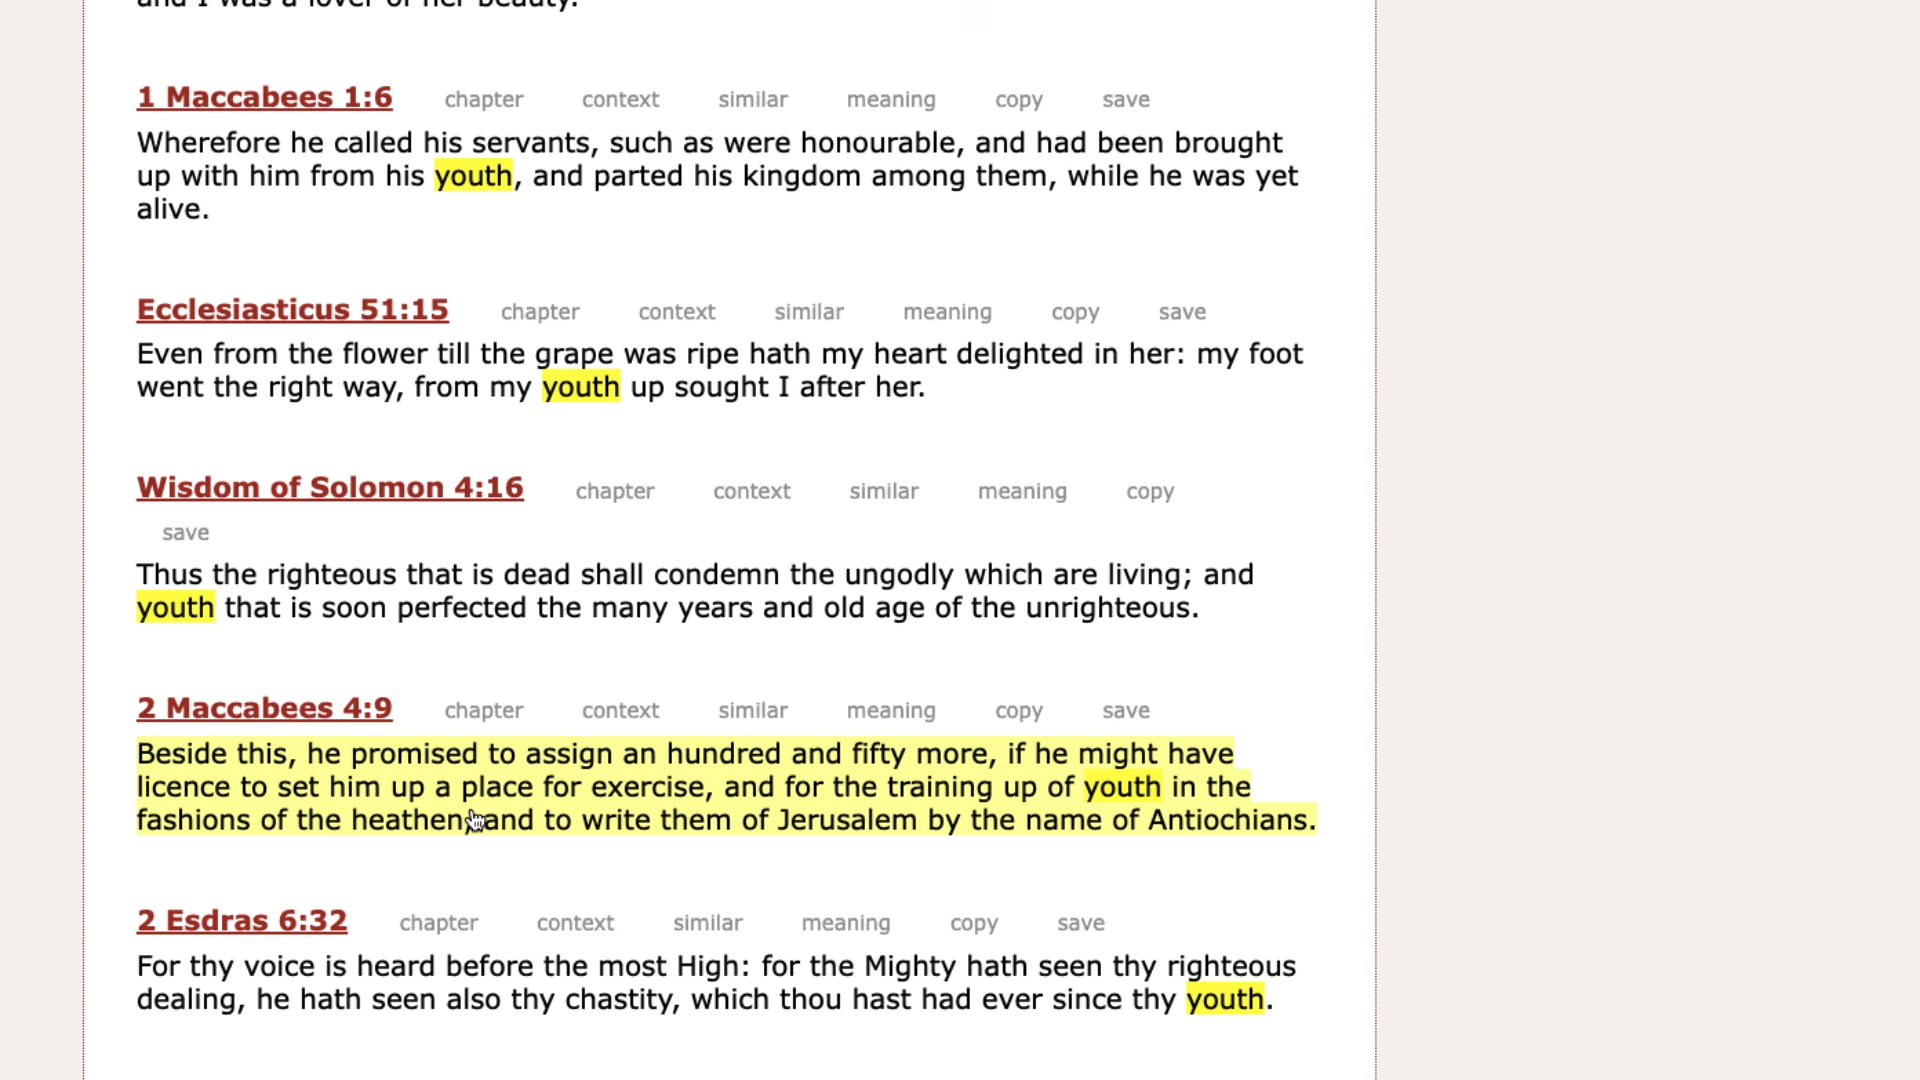 and I was a lover of her beauty.
1 Maccabees 1:6 chapter context similar meaning copy save
Wherefore he called his servants, such as were honourable, and had been brought
up with him from his youth, and parted his kingdom among them, while he was yet
alive.
Ecclesiasticus 51:15 chapter context similar meaning copy save
Even from the flower till the grape was ripe hath my heart delighted in her: my foot
went the right way, from my youth up sought I after her.
Wisdom of Solomon 4:16 chapter context similar meaning copy
save
Thus the righteous that is dead shall condemn the ungodly which are living; and
youth that is soon perfected the many years and old age of the unrighteous.
2 Maccabees 4:9 chapter context similar meaning copy save
Beside this, he promised to assign an hundred and fifty more, if he might have
licence to set him up a place for exercise, and for the training up of youth in the
fashions of the heathen, and to write them of Jerusalem by the name of Antiochians.
2 Esdras 6:32 chapter context similar meaning copy save
For thy voice is heard before the most High: for the Mighty hath seen thy righteous
dealing, he hath seen also thy chastity, which thou hast had ever since thy youth.